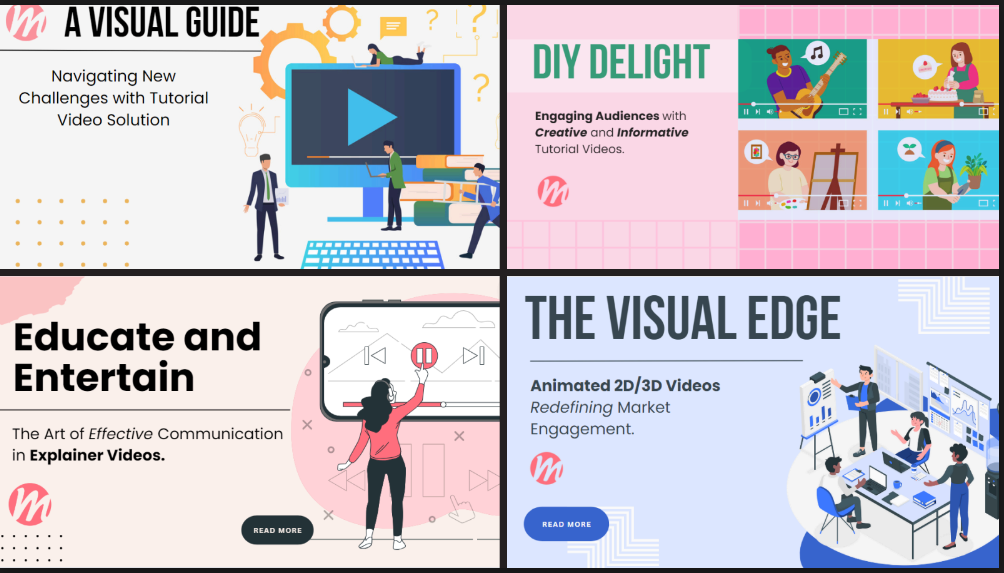 A VISUAL GUIDE
Navigating New
Challenges with Tutorial
Video Solution
DIY DELIGHT
Engaging Audiences with
Creative and Informative
Tutorial Videos.
Educate and
Entertain
The Art of Effective Communication
in Explainer Videos.
READ MORE
THE VISUAL EDGE
Animated 2D/3D Videos
Redefining Market
Engagement.
READ MORE